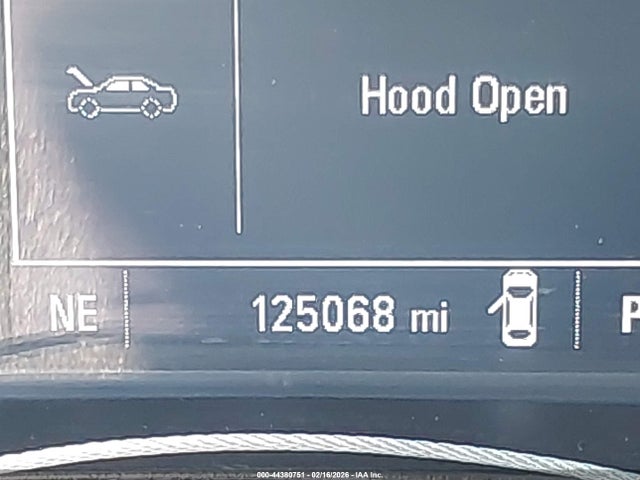 Hood Open
NE
125068 mi
P
000-44380751 - 02/16/2026 - IAA Inc.